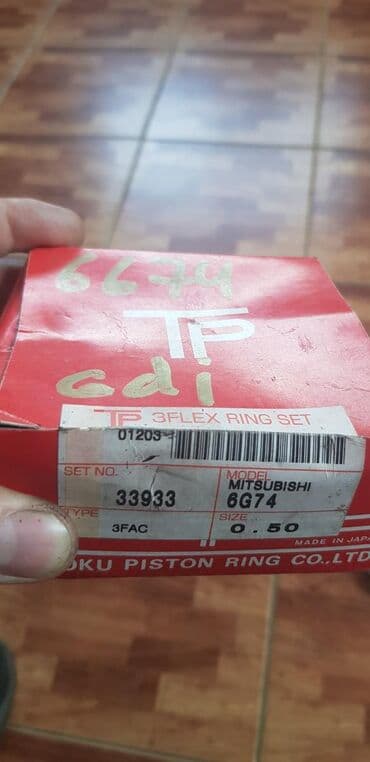 6G74
TP
Gdi
TP 3FLEX RING SET
01203
SET NO. MODEL
33933 MITSUBISHI
6G74
TYPE SIZE
3FAC 0.50
MADE IN JAPAN
OKU PISTON RING CO.,LTD